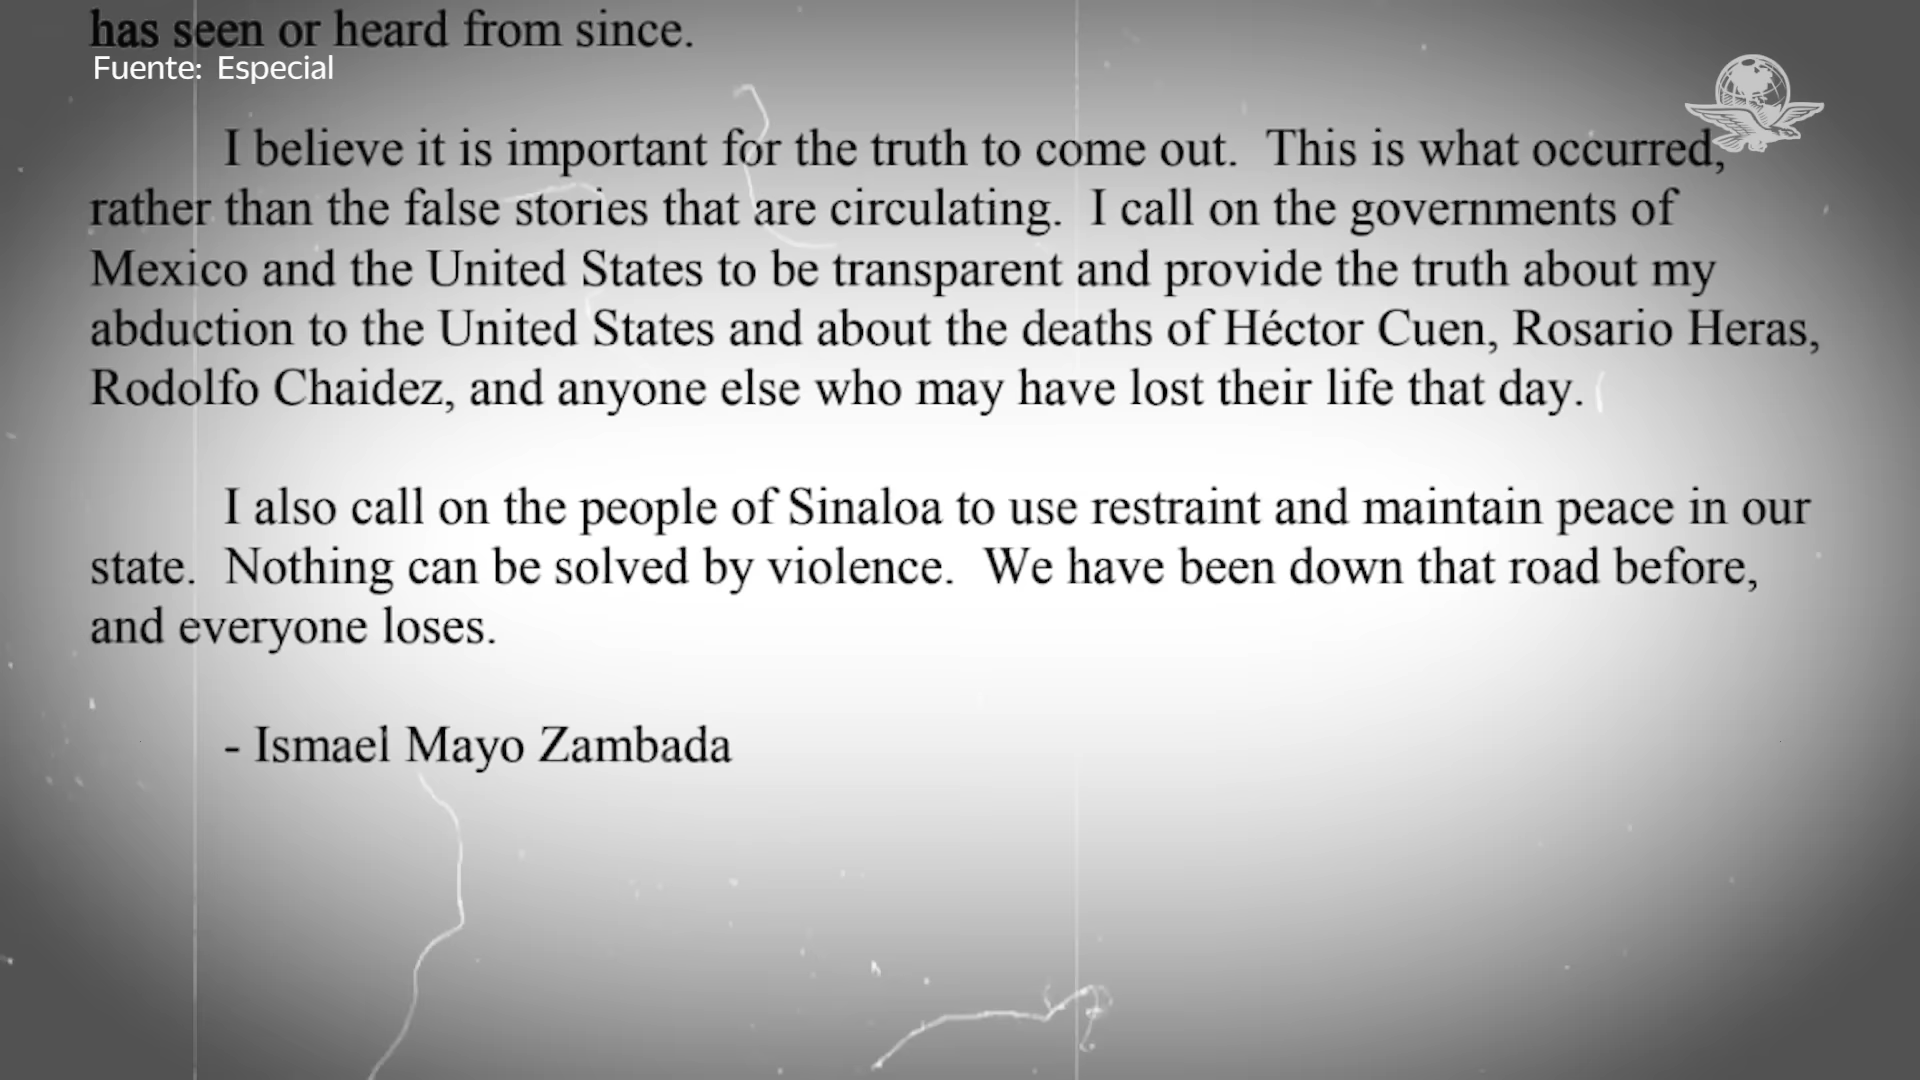 has seen or heard from since.
Fuente: Especial
I believe it is important for the truth to come out. This is what occurred,
rather than the false stories that are circulating. I call on the governments of
Mexico and the United States to be transparent and provide the truth about my
abduction to the United States and about the deaths of Héctor Cuen, Rosario Heras,
Rodolfo Chaidez, and anyone else who may have lost their life that day.
I also call on the people of Sinaloa to use restraint and maintain peace in our
state. Nothing can be solved by violence. We have been down that road before,
and everyone loses.
- Ismael Mayo Zambada